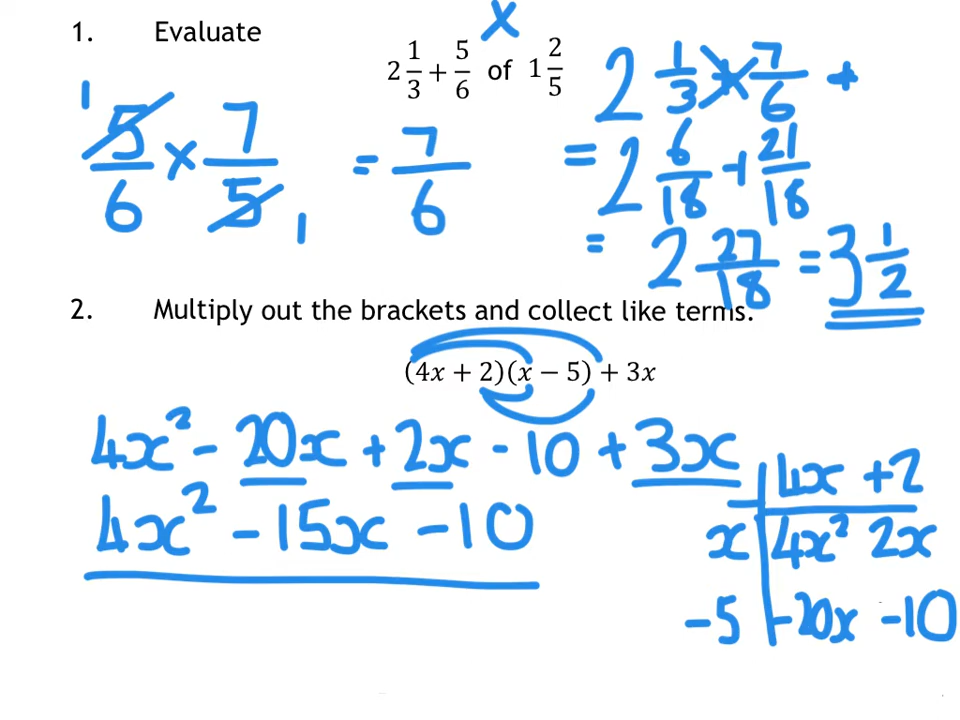 1. Evaluate
2 1/3 + 5/6 of 1 2/5
×
1
5/6 × 7/5 = 7/6
1
2 1/3 × 7/6 +
= 2 6/18 + 21/18
= 2 27/18 = 3 1/2
2. Multiply out the brackets and collect like terms.
(4x + 2)(x − 5) + 3x
4x² - 20x + 2x - 10 + 3x
4x² - 15x - 10
4x +2
x 4x² 2x
-5 -20x -10